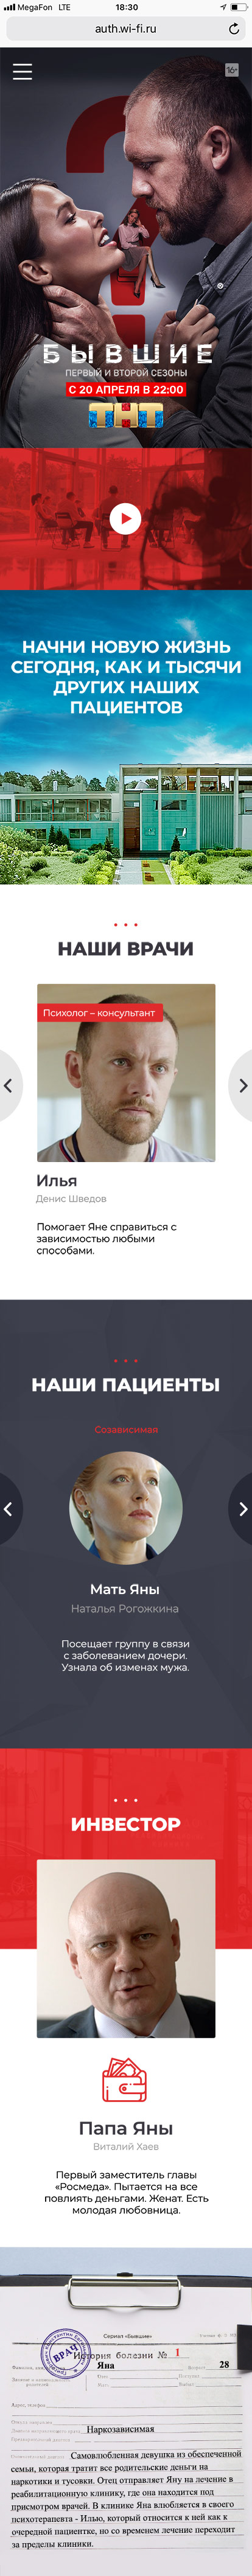 MegaFon LTE 18:30
auth.wi-fi.ru
16+
БЫВШИЕ
ПЕРВЫЙ И ВТОРОЙ СЕЗОНЫ
С 20 АПРЕЛЯ В 22:00
ТНТ
НАЧНИ НОВУЮ ЖИЗНЬ
СЕГОДНЯ, КАК И ТЫСЯЧИ
ДРУГИХ НАШИХ
ПАЦИЕНТОВ
НАШИ ВРАЧИ
Психолог – консультант
Илья
Денис Шведов
Помогает Яне справиться с
зависимостью любыми
способами.
НАШИ ПАЦИЕНТЫ
Созависимая
Мать Яны
Наталья Рогожкина
Посещает группу в связи
с заболеванием дочери.
Узнала об изменах мужа.
ИНВЕСТОР
Папа Яны
Виталий Хаев
Первый заместитель главы
«Росмеда». Пытается на все
повлиять деньгами. Женат. Есть
молодая любовница.
Сериал «Бывшие»
ВРАЧ
История болезни № 1
Яна 28
Адрес, телефон
Наркозависимая
Самовлюбленная девушка из обеспеченной
семьи, которая тратит все родительские деньги на
наркотики и тусовки. Отец отправляет Яну на лечение в
реабилитационную клинику, где она находится под
присмотром врачей. В клинике Яна влюбляется в своего
психотерапевта - Илью, который относится к ней как к
очередной пациентке, но со временем лечение переходит
за пределы клиники.